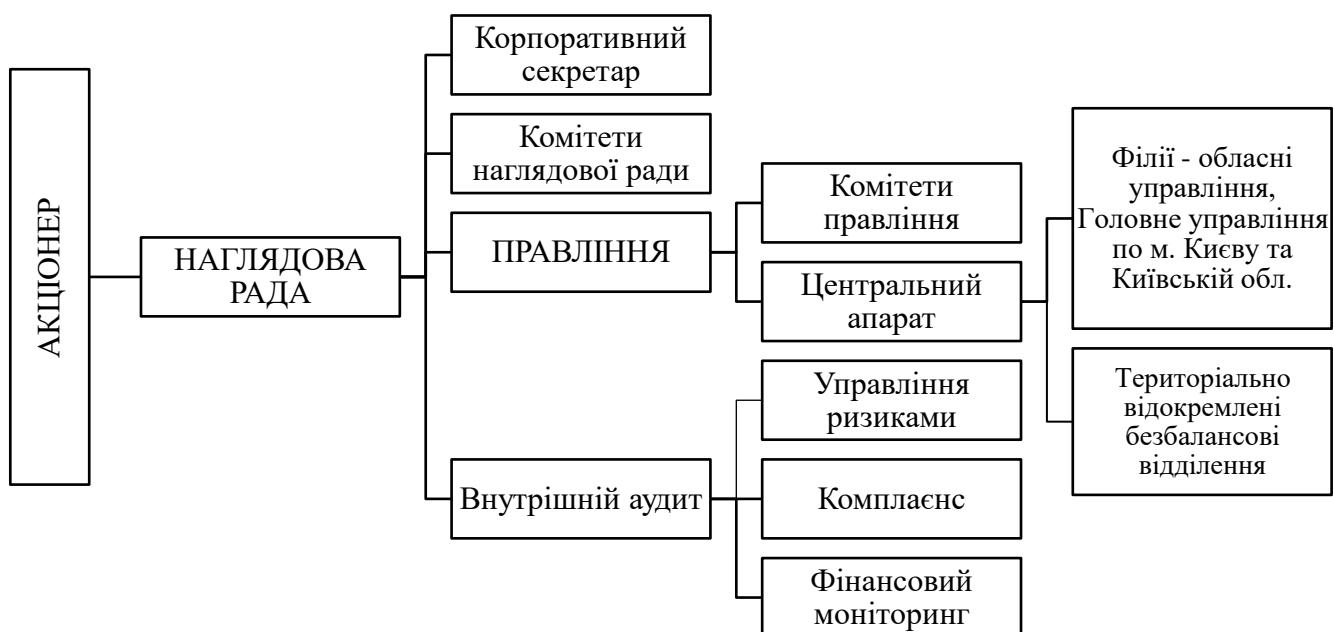 АКЦІОНЕР
НАГЛЯДОВА
РАДА
Корпоративний
секретар
Комітети
наглядової ради
ПРАВЛІННЯ
Комітети
правління
Центральний
апарат
Філії - обласні
управління,
Головне управління
по м. Києву та
Київській обл.
Територіально
відокремлені
безбалансові
відділення
Внутрішній аудит
Управління
ризиками
Комплаєнс
Фінансовий
моніторинг